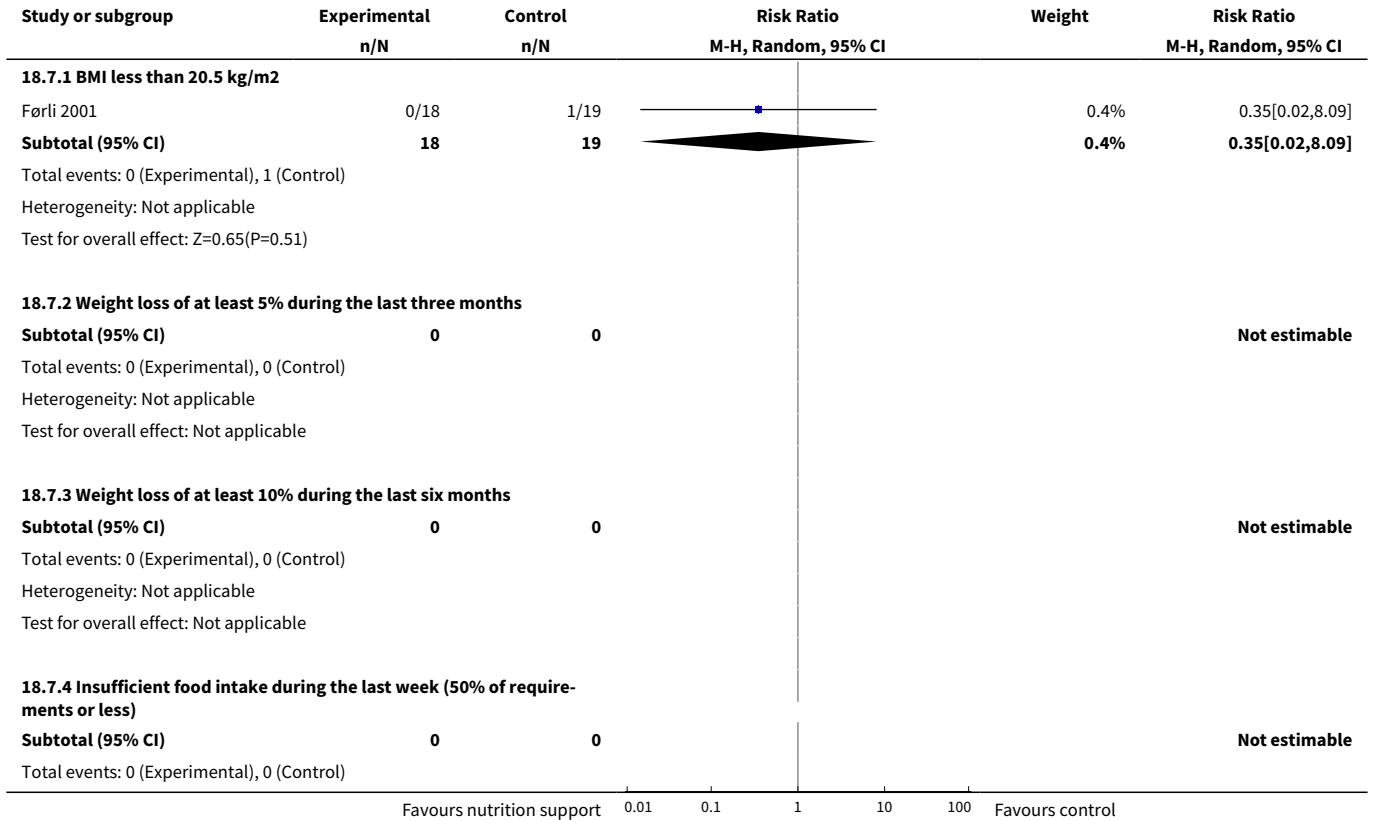 Study or subgroup Experimental Control Risk Ratio Weight Risk Ratio
n/N n/N M-H, Random, 95% CI M-H, Random, 95% CI
18.7.1 BMI less than 20.5 kg/m2
Førli 2001 0/18 1/19 0.4% 0.35[0.02,8.09]
Subtotal (95% CI) 18 19 0.4% 0.35[0.02,8.09]
Total events: 0 (Experimental), 1 (Control)
Heterogeneity: Not applicable
Test for overall effect: Z=0.65(P=0.51)
18.7.2 Weight loss of at least 5% during the last three months
Subtotal (95% CI) 0 0 Not estimable
Total events: 0 (Experimental), 0 (Control)
Heterogeneity: Not applicable
Test for overall effect: Not applicable
18.7.3 Weight loss of at least 10% during the last six months
Subtotal (95% CI) 0 0 Not estimable
Total events: 0 (Experimental), 0 (Control)
Heterogeneity: Not applicable
Test for overall effect: Not applicable
18.7.4 Insufficient food intake during the last week (50% of require-
ments or less)
Subtotal (95% CI) 0 0 Not estimable
Total events: 0 (Experimental), 0 (Control)
Favours nutrition support 0.01 0.1 1 10 100 Favours control